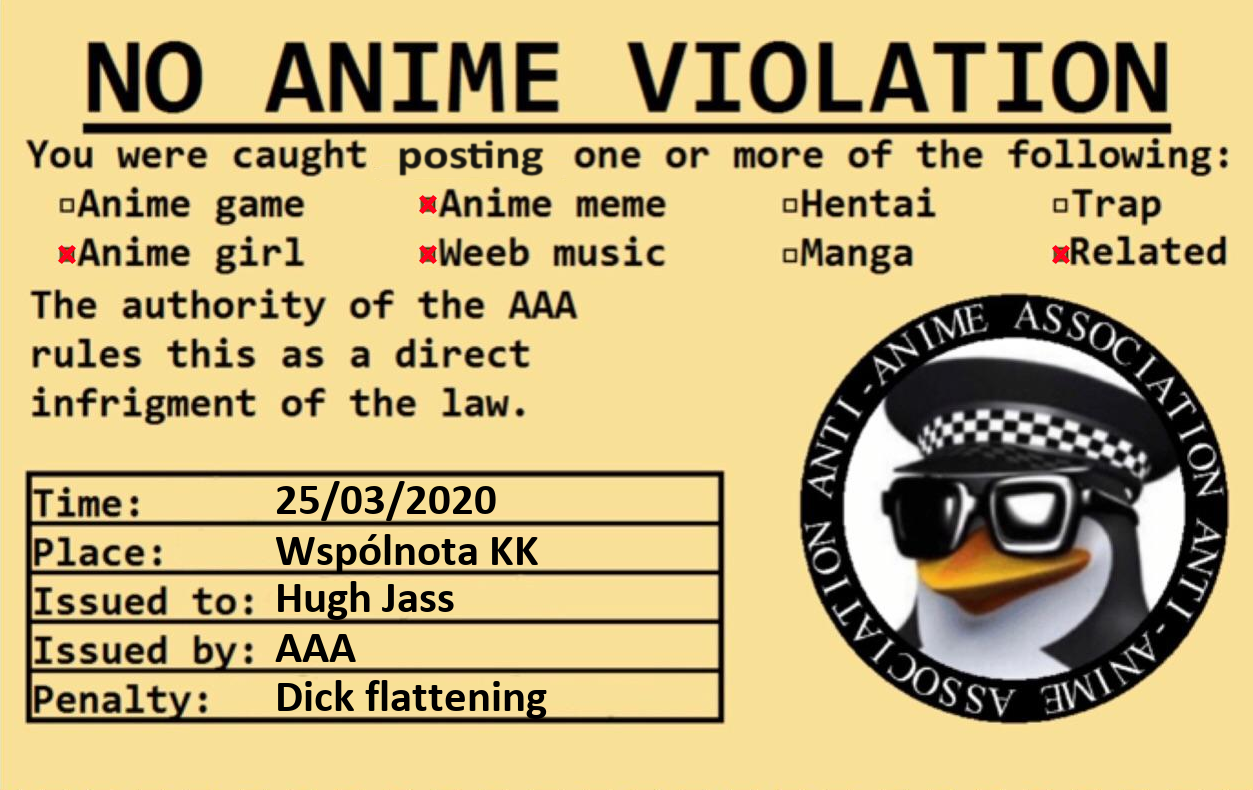 NO ANIME VIOLATION
You were caught posting one or more of the following:
Anime game Anime meme Hentai Trap
Anime girl Weeb music Manga Related
The authority of the AAA
rules this as a direct
infrigment of the law.
Time: 25/03/2020
Place: Wspólnota KK
Issued to: Hugh Jass
Issued by: AAA
Penalty: Dick flattening
ANTI-ANIME ASSOCIATION ANTI-ANIME ASSOCIATION